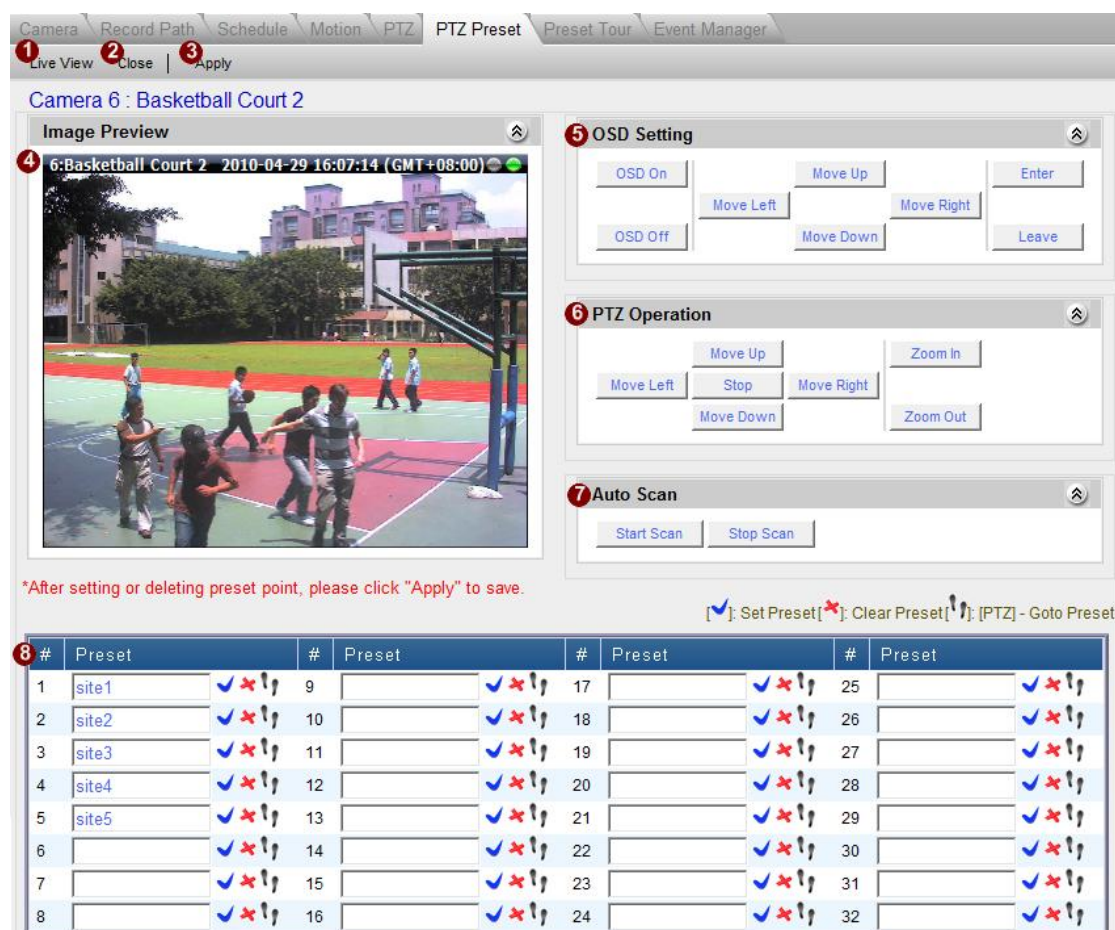 Camera Record Path Schedule Motion PTZ PTZ Preset Preset Tour Event Manager
1 Live View 2 Close | 3 Apply
Camera 6 : Basketball Court 2
Image Preview
4 6:Basketball Court 2 2010-04-29 16:07:14 (GMT+08:00)
5 OSD Setting
OSD On Move Up Enter
Move Left Move Right
OSD Off Move Down Leave
6 PTZ Operation
Move Up Zoom In
Move Left Stop Move Right
Move Down Zoom Out
7 Auto Scan
Start Scan Stop Scan
*After setting or deleting preset point, please click "Apply" to save.
[ ]: Set Preset [ ]: Clear Preset [ ]: [PTZ] - Goto Preset
8 # Preset # Preset # Preset # Preset
1 site1 9 17 25
2 site2 10 18 26
3 site3 11 19 27
4 site4 12 20 28
5 site5 13 21 29
6 14 22 30
7 15 23 31
8 16 24 32